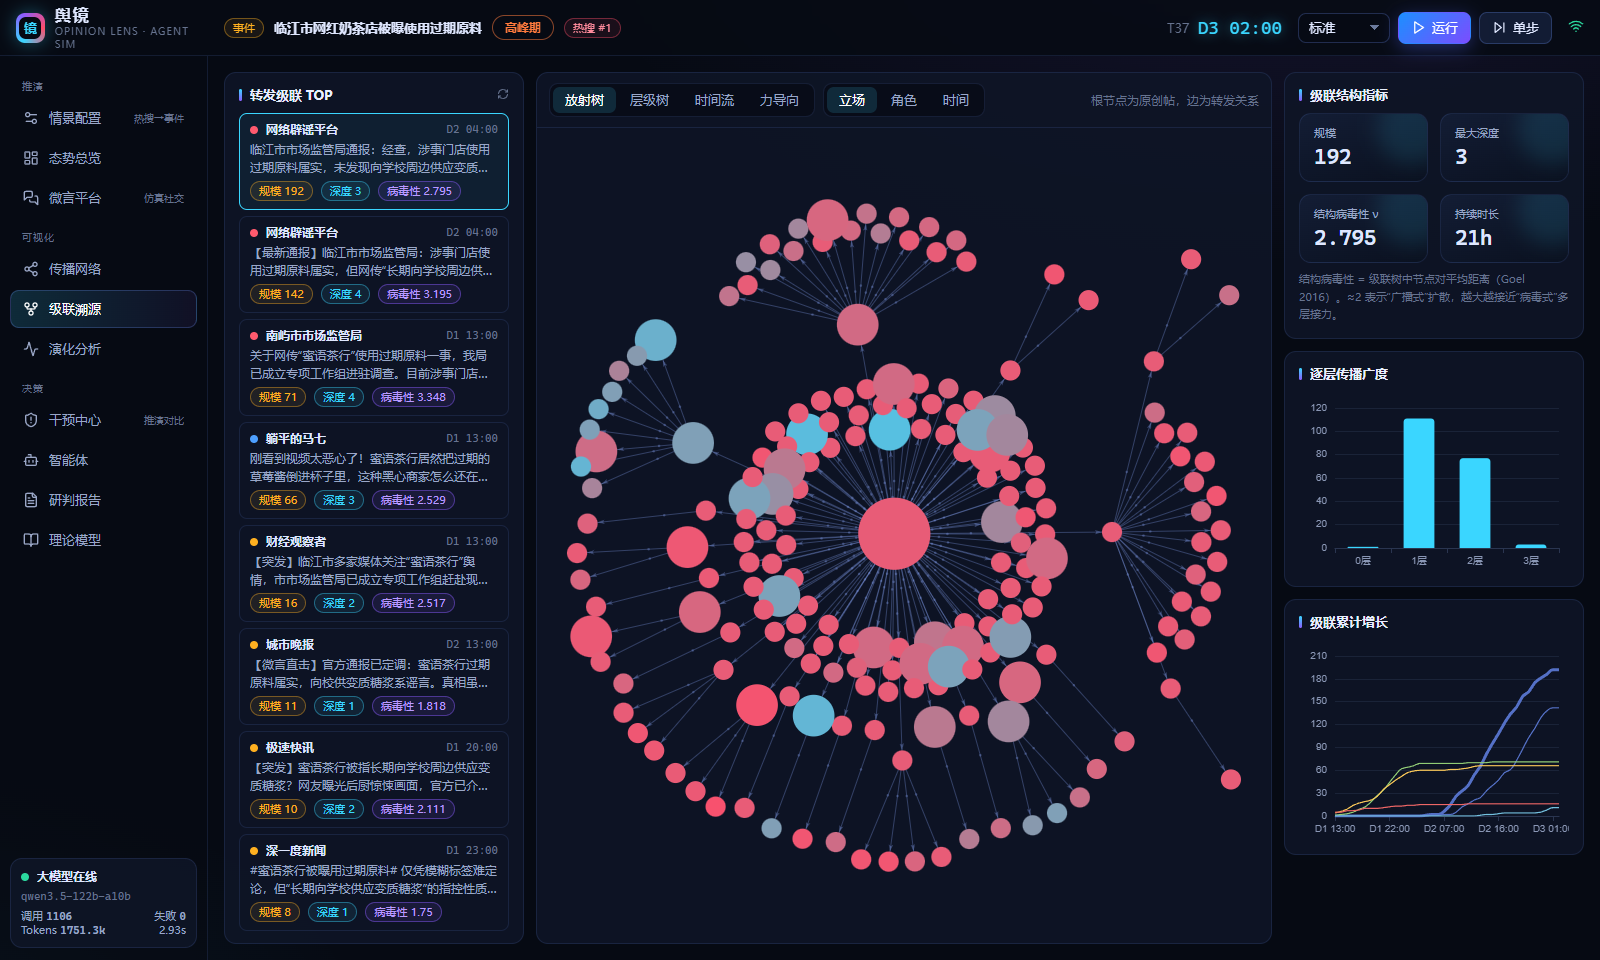 镜
舆镜
OPINION LENS · AGENT SIM
事件
临江市网红奶茶店被曝使用过期原料
高峰期
热搜 #1
T37
D3 02:00
标准
运行
单步
推演
情景配置
热搜→事件
态势总览
微言平台
仿真社交
可视化
传播网络
级联溯源
演化分析
决策
干预中心
推演对比
智能体
研判报告
理论模型
大模型在线
qwen3.5-122b-a10b
调用 1106
失败 0
Tokens 1751.3k
2.93s
转发级联 TOP
网络辟谣平台
D2 04:00
临江市市场监管局通报：经查，涉事门店使用过期原料属实，未发现向学校周边供应变质...
规模 192
深度 3
病毒性 2.795
网络辟谣平台
D2 04:00
【最新通报】临江市市场监管局：涉事门店使用过期原料属实，但网传“长期向学校周边供...
规模 142
深度 4
病毒性 3.195
南屿市市场监管局
D1 13:00
关于网传“蜜语茶行”使用过期原料一事，我局已成立专项工作组进驻调查。目前涉事门店...
规模 71
深度 4
病毒性 3.348
躺平的马七
D1 13:00
刚看到视频太恶心了！蜜语茶行居然把过期的草莓酱倒进杯子里，这种黑心商家怎么还在...
规模 66
深度 3
病毒性 2.529
财经观察者
D1 13:00
【突发】临江市多家媒体关注“蜜语茶行”舆情，市市场监管局已成立专项工作组赶赴现...
规模 16
深度 2
病毒性 2.517
城市晚报
D2 13:00
【微言直击】官方通报已定调：蜜语茶行过期原料属实，向校供变质糖浆系谣言。真相虽...
规模 11
深度 1
病毒性 1.818
极速快讯
D1 20:00
【突发】蜜语茶行被指长期向学校周边供应变质糖浆？网友曝光后厨惊悚画面，官方已介...
规模 10
深度 2
病毒性 2.111
深一度新闻
D1 23:00
#蜜语茶行被曝用过期原料# 仅凭模糊标签难定论，但“长期向学校供应变质糖浆”的指控性质...
规模 8
深度 1
病毒性 1.75
放射树
层级树
时间流
力导向
立场
角色
时间
根节点为原创帖，边为转发关系
级联结构指标
规模
192
最大深度
3
结构病毒性 ν
2.795
持续时长
21h
结构病毒性 = 级联树中节点对平均距离（Goel 2016）。≈2 表示“广播式”扩散，越大越接近“病毒式”多层接力。
逐层传播广度
120
100
80
60
40
20
0
0层
1层
2层
3层
级联累计增长
210
180
150
120
90
60
30
0
D1 13:00
D1 22:00
D2 07:00
D2 16:00
D3 01:0